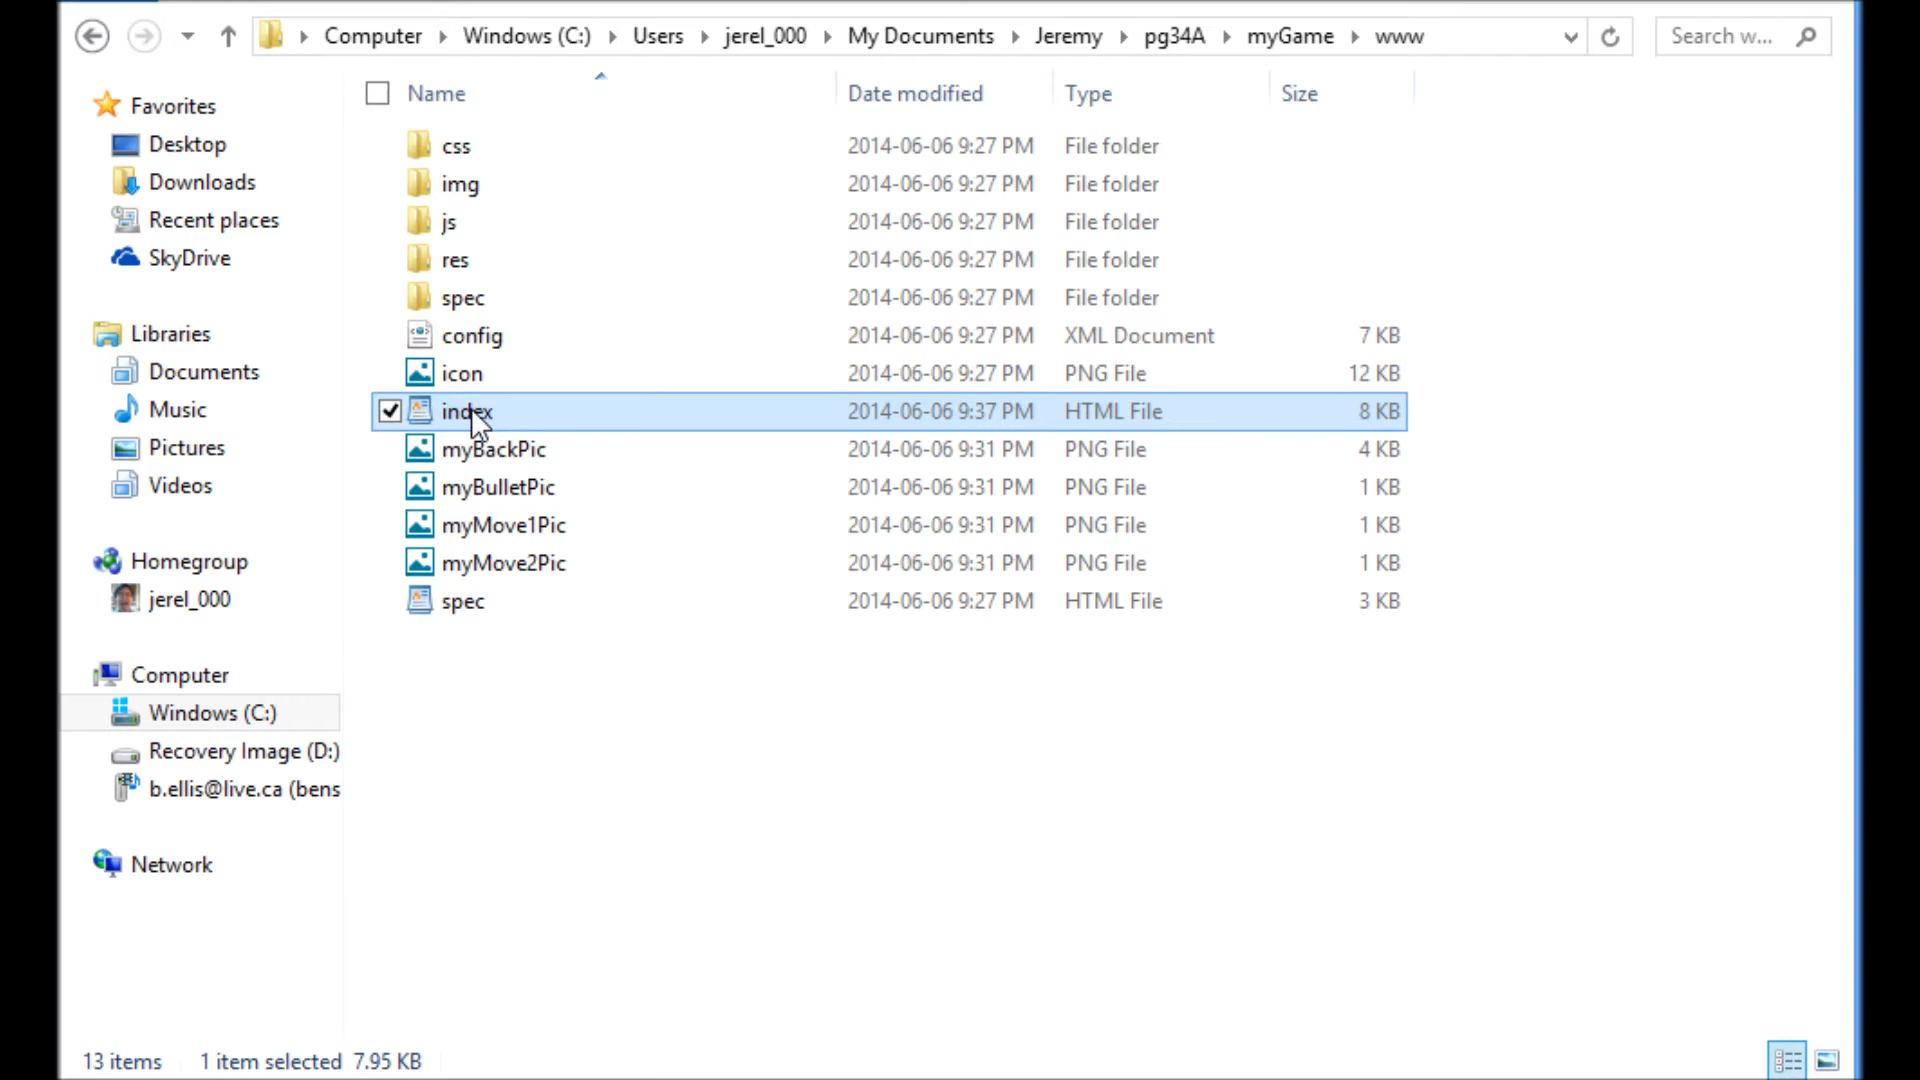 Computer Windows (C:) Users jerel_000 My Documents Jeremy pg34A myGame www Search w...
Name Date modified Type Size
Favorites
Desktop
Downloads
Recent places
SkyDrive
Libraries
Documents
Music
Pictures
Videos
Homegroup
jerel_000
Computer
Windows (C:)
Recovery Image (D:)
b.ellis@live.ca (bens
Network
css 2014-06-06 9:27 PM File folder
img 2014-06-06 9:27 PM File folder
js 2014-06-06 9:27 PM File folder
res 2014-06-06 9:27 PM File folder
spec 2014-06-06 9:27 PM File folder
config 2014-06-06 9:27 PM XML Document 7 KB
icon 2014-06-06 9:27 PM PNG File 12 KB
index 2014-06-06 9:37 PM HTML File 8 KB
myBackPic 2014-06-06 9:31 PM PNG File 4 KB
myBulletPic 2014-06-06 9:31 PM PNG File 1 KB
myMove1Pic 2014-06-06 9:31 PM PNG File 1 KB
myMove2Pic 2014-06-06 9:31 PM PNG File 1 KB
spec 2014-06-06 9:27 PM HTML File 3 KB
13 items 1 item selected 7.95 KB